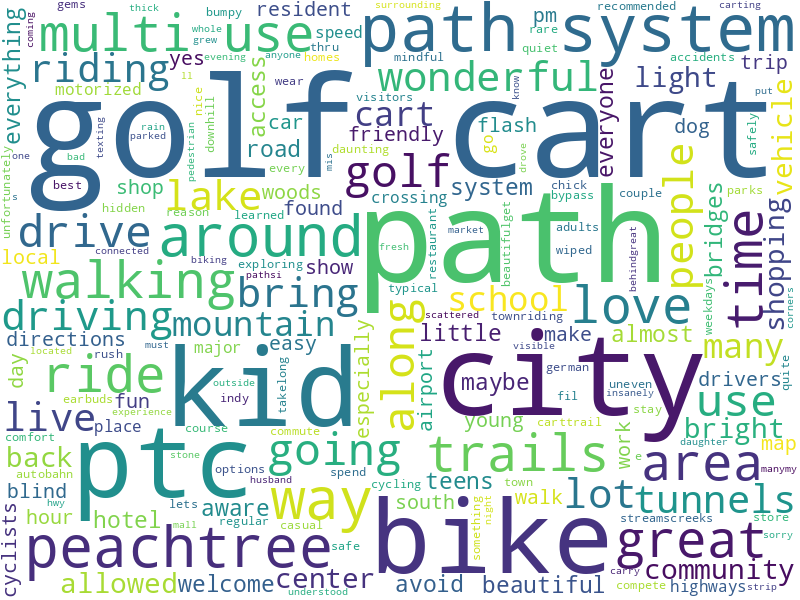 gems thick bumpy resident pm recommended surrounding carting
everything coming whole grew evening anyone homes
multi use path system
riding yes speed thru mindful rare quiet trip
motorized access wonderful light
golf cart
nice wear visitors know put
ll car cart everyone vehicle
texting rain parked downhill pedestrian friendly flash dog accidents safely
unfortunately one bad road daunting go
s best shop every mis golf drove
lake woods crossing system people parks
hidden reason learned found bypass chick couple
drive around path adults bridges shopping
local connected biking exploring show fresh market restaurant beautifulget wiped behindgreat time
walking pathsi typical weekdays corners
bring scattered school love
driving mountain along townriding
directions rush major easy little make almost many
day located must especially airport visible german uneven drivers quite
ride outside indy takelong maybe insanely
kid city
earbuds fun fil stay use
live place experience course young carttrail bright
comfort stone commute daughter map
ptc going trails work e area
back options spend cycling teens town manymy
autobahn husband
blind hwy lets way aware south walk lot tunnels
hour hotel mall regular casual something night streamscreeks store
cyclists peachtree safe bike great sorry
center community
allowed welcome understood avoid beautiful carry compete highways strip